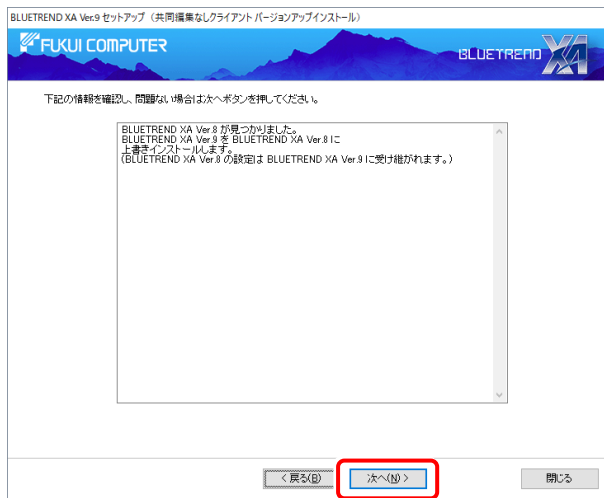 BLUETREND XA Ver.9 セットアップ（共同編集なしクライアント バージョンアップインストール）
FUKUI COMPUTER
BLUETREND XA
下記の情報を確認し、問題ない場合は次へボタンを押してください。
BLUETREND XA Ver.8 が見つかりました。
BLUETREND XA Ver.9 を BLUETREND XA Ver.8 に
上書きインストールします。
(BLUETREND XA Ver.8 の設定は BLUETREND XA Ver.9 に受け継がれます。)
< 戻る(B)
次へ(N) >
閉じる